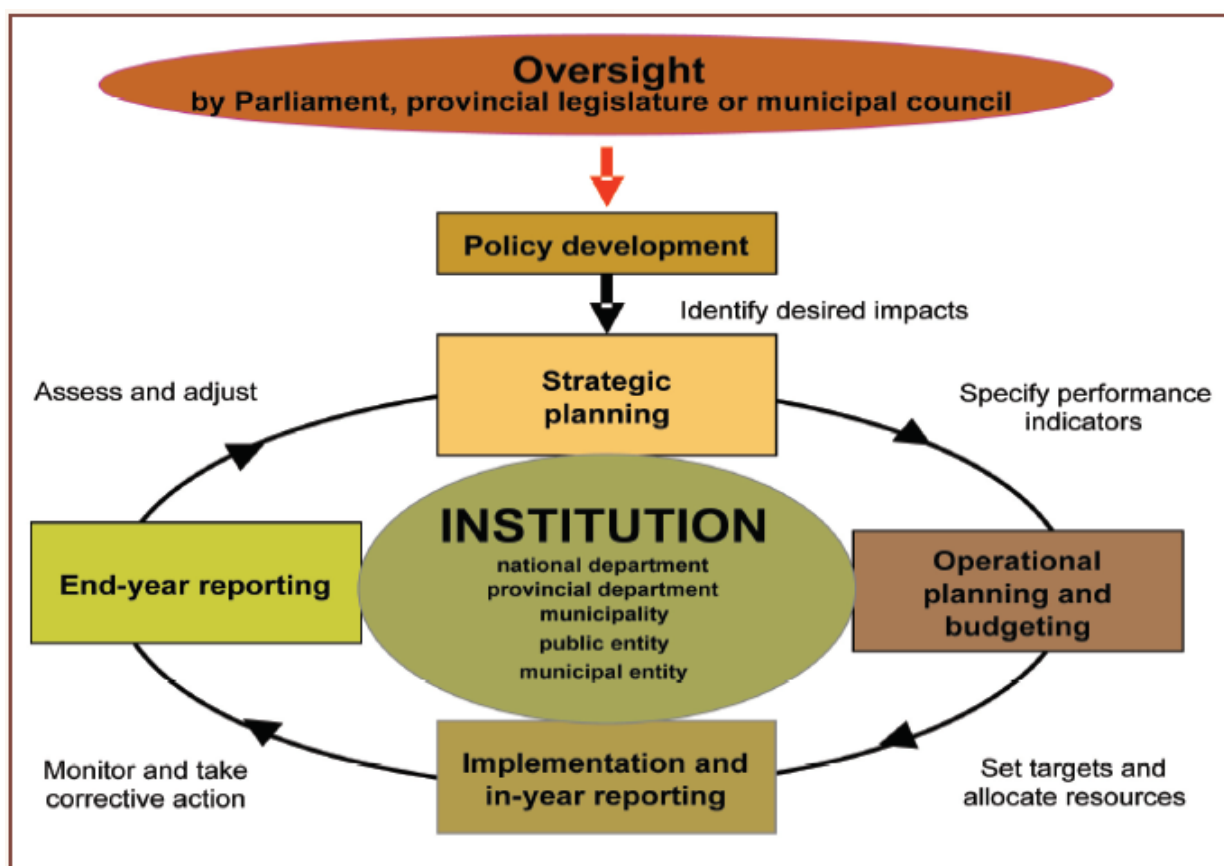 Oversight
by Parliament, provincial legislature or municipal council
Policy development
Identify desired impacts
Strategic
planning
Assess and adjust
Specify performance
indicators
INSTITUTION
national department
provincial department
municipality
public entity
municipal entity
End-year reporting
Operational
planning and
budgeting
Implementation and
in-year reporting
Monitor and take
corrective action
Set targets and
allocate resources